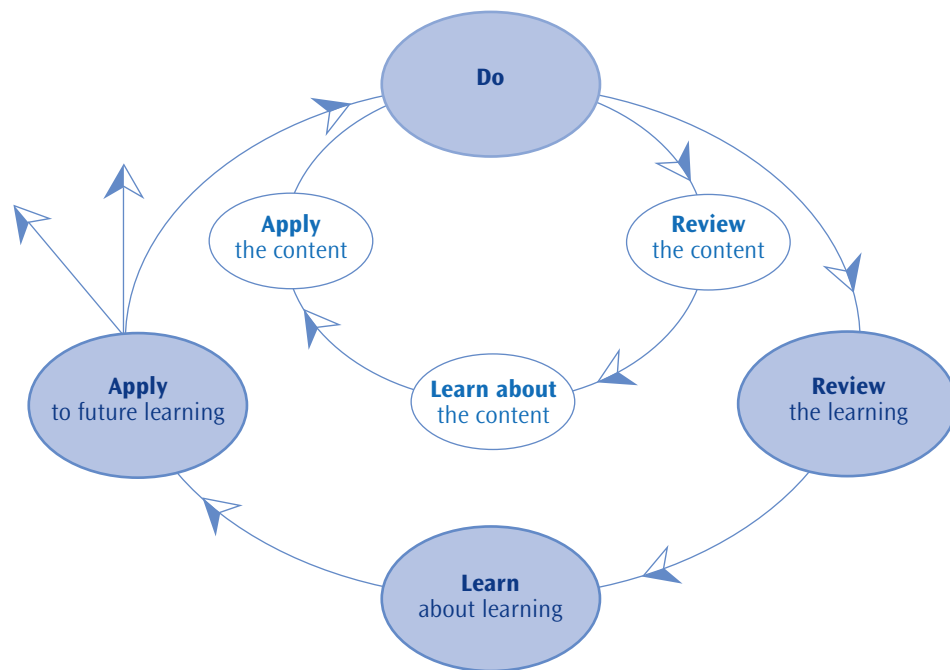 Do
Apply
the content
Review
the content
Learn about
the content
Apply
to future learning
Review
the learning
Learn
about learning